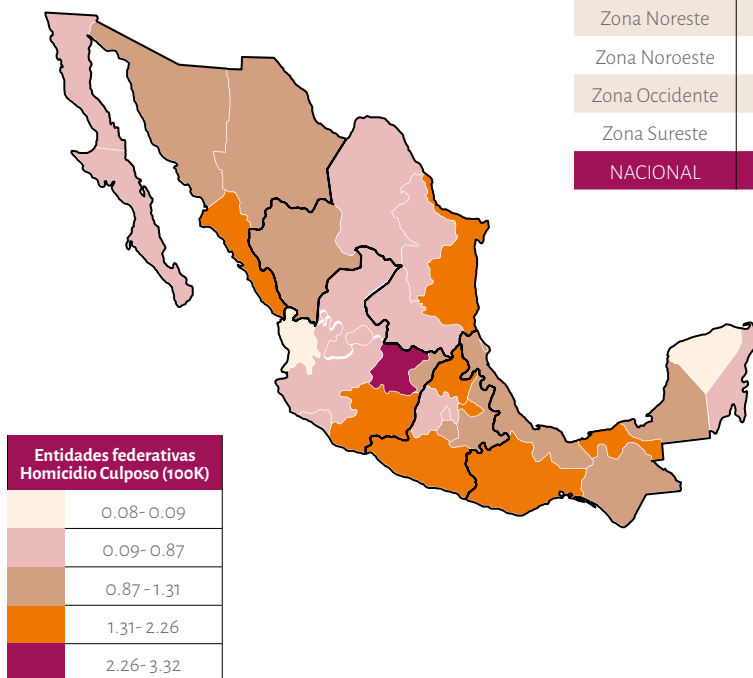 Zona Noreste
Zona Noroeste
Zona Occidente
Zona Sureste
NACIONAL
Entidades federativas
Homicidio Culposo (100K)
0.08-0.09
0.09-0.87
0.87-1.31
1.31-2.26
2.26-3.32